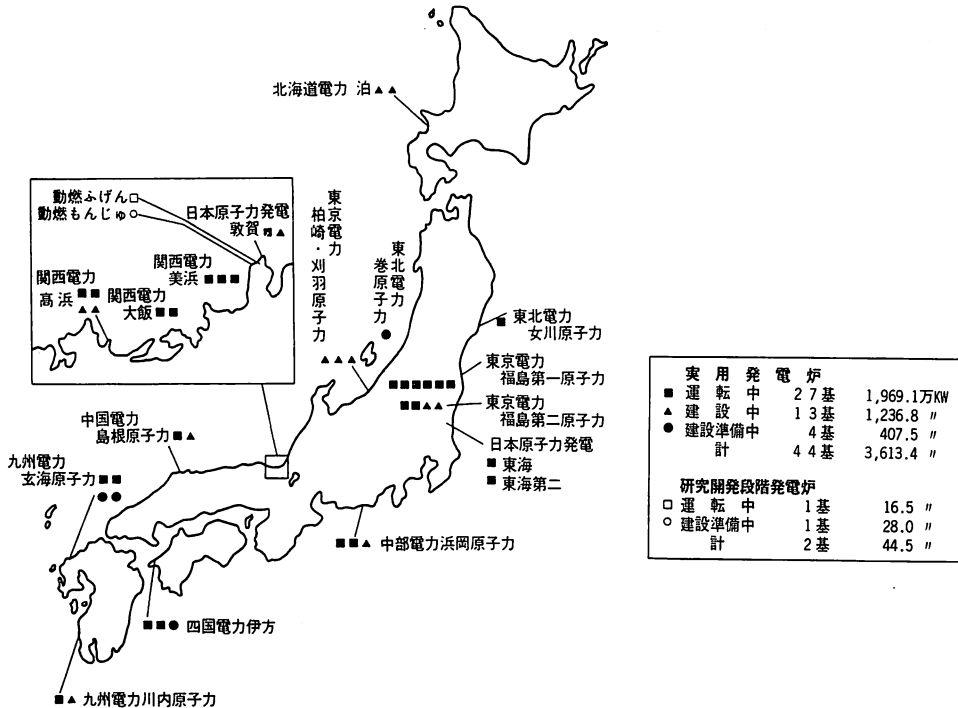 北海道電力 泊▲▲
動燃ふげん□
動燃もんじゅ○
日本原子力発電
敦賀 ▲
関西電力
美浜 ■■■
関西電力
高浜 ■■
▲▲
関西電力
大飯 ■■
東京電力
柏崎・刈羽原子力
▲▲▲
東北電力
巻原子力
●
■ 東北電力
女川原子力
東京電力
■■■■■■ 福島第一原子力
■■▲▲ 東京電力
福島第二原子力
日本原子力発電
■ 東海
■ 東海第二
中国電力
島根原子力■▲
九州電力
玄海原子力■■
●●
■■▲ 中部電力浜岡原子力
■■● 四国電力伊方
■▲ 九州電力川内原子力
実用発電炉
■ 運転中 27基 1,969.1万KW
▲ 建設中 13基 1,236.8 〃
● 建設準備中 4基 407.5 〃
計 44基 3,613.4 〃
研究開発段階発電炉
□ 運転中 1基 16.5 〃
○ 建設準備中 1基 28.0 〃
計 2基 44.5 〃